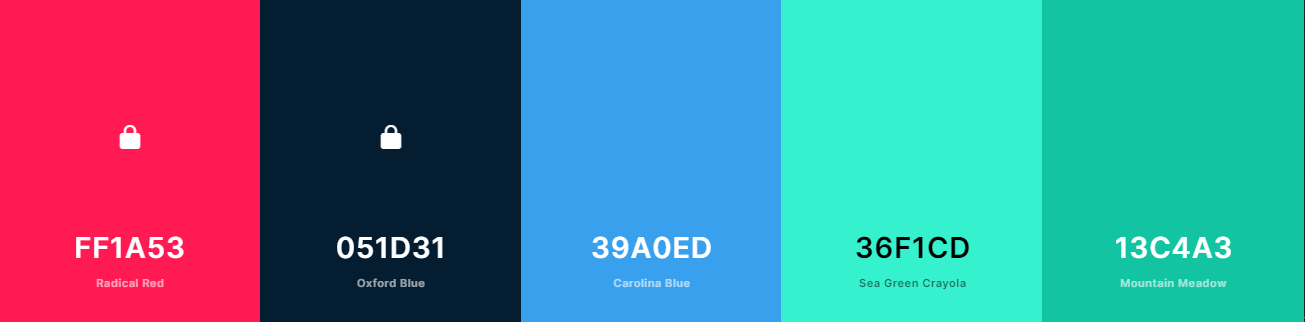 FF1A53
Radical Red
051D31
Oxford Blue
39A0ED
Carolina Blue
36F1CD
Sea Green Crayola
13C4A3
Mountain Meadow